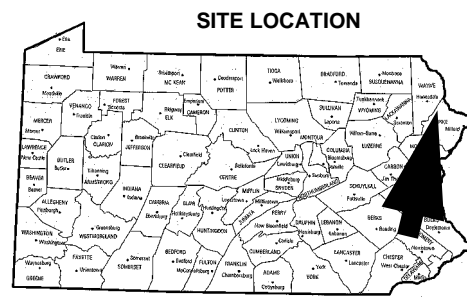 SITE LOCATION
Erie
ERIE
CRAWFORD
Meadville
Warren
WARREN
MC KEAN
Coudersport
POTTER
TIOGA
Wellsboro
BRADFORD
Towanda
Montrose
SUSQUEHANNA
WAYNE
Honesdale
MERCER
Mercer
VENANGO
Franklin
FOREST
Tionesta
Ridgway
ELK
Emporium
CAMERON
CLINTON
Lock Haven
LYCOMING
Williamsport
SULLIVAN
Laporte
Tunkhannock
WYOMING
LACKAWANNA
Scranton
Milford
LAWRENCE
New Castle
BUTLER
Butler
Clarion
CLARION
Brookville
JEFFERSON
Clearfield
CLEARFIELD
CENTRE
Bellefonte
UNION
Lewisburg
MONTOUR
COLUMBIA
Bloomsburg
Danville
LUZERNE
Wilkes-Barre
CARBON
Jim Thorpe
BEAVER
Beaver
ARMSTRONG
Kittanning
INDIANA
Indiana
CAMBRIA
Ebensburg
BLAIR
Hollidaysburg
HUNTINGDON
Huntingdon
MIFFLIN
Lewistown
Middleburg
SNYDER
Sunbury
NORTHUMBERLAND
SCHUYLKILL
Pottsville
ALLEGHENY
Pittsburgh
JUNIATA
Mifflintown
PERRY
New Bloomfield
DAUPHIN
Harrisburg
LEBANON
Lebanon
BERKS
Reading
Doylestown
Norristown
WASHINGTON
Washington
WESTMORELAND
Greensburg
SOMERSET
Somerset
BEDFORD
Bedford
FULTON
McConnellsburg
FRANKLIN
Chambersburg
CUMBERLAND
Carlisle
ADAMS
Gettysburg
YORK
York
LANCASTER
Lancaster
CHESTER
West Chester
Waynesburg
GREENE
FAYETTE
Uniontown